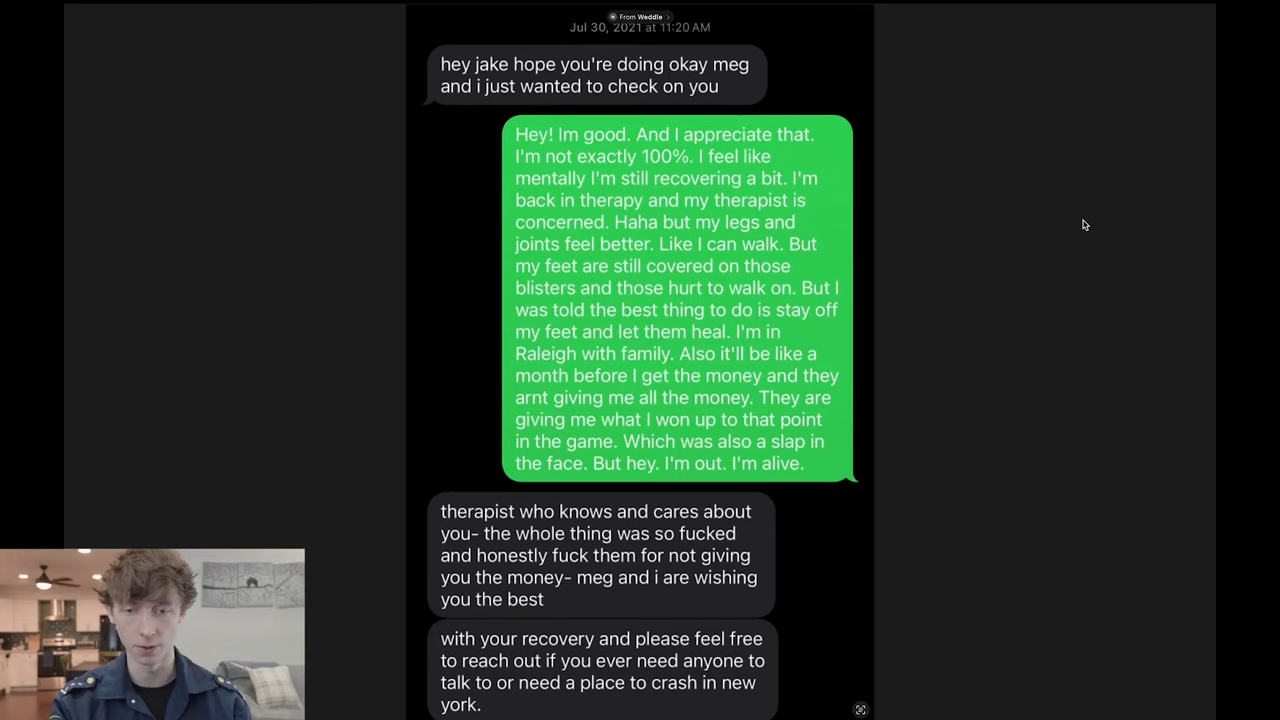 From Weddle >
Jul 30, 2021 at 11:20 AM
hey jake hope you're doing okay meg
and i just wanted to check on you
Hey! Im good. And I appreciate that.
I'm not exactly 100%. I feel like
mentally I'm still recovering a bit. I'm
back in therapy and my therapist is
concerned. Haha but my legs and
joints feel better. Like I can walk. But
my feet are still covered on those
blisters and those hurt to walk on. But I
was told the best thing to do is stay off
my feet and let them heal. I'm in
Raleigh with family. Also it'll be like a
month before I get the money and they
arnt giving me all the money. They are
giving me what I won up to that point
in the game. Which was also a slap in
the face. But hey. I'm out. I'm alive.
therapist who knows and cares about
you- the whole thing was so fucked
and honestly fuck them for not giving
you the money- meg and i are wishing
you the best
with your recovery and please feel free
to reach out if you ever need anyone to
talk to or need a place to crash in new
york.